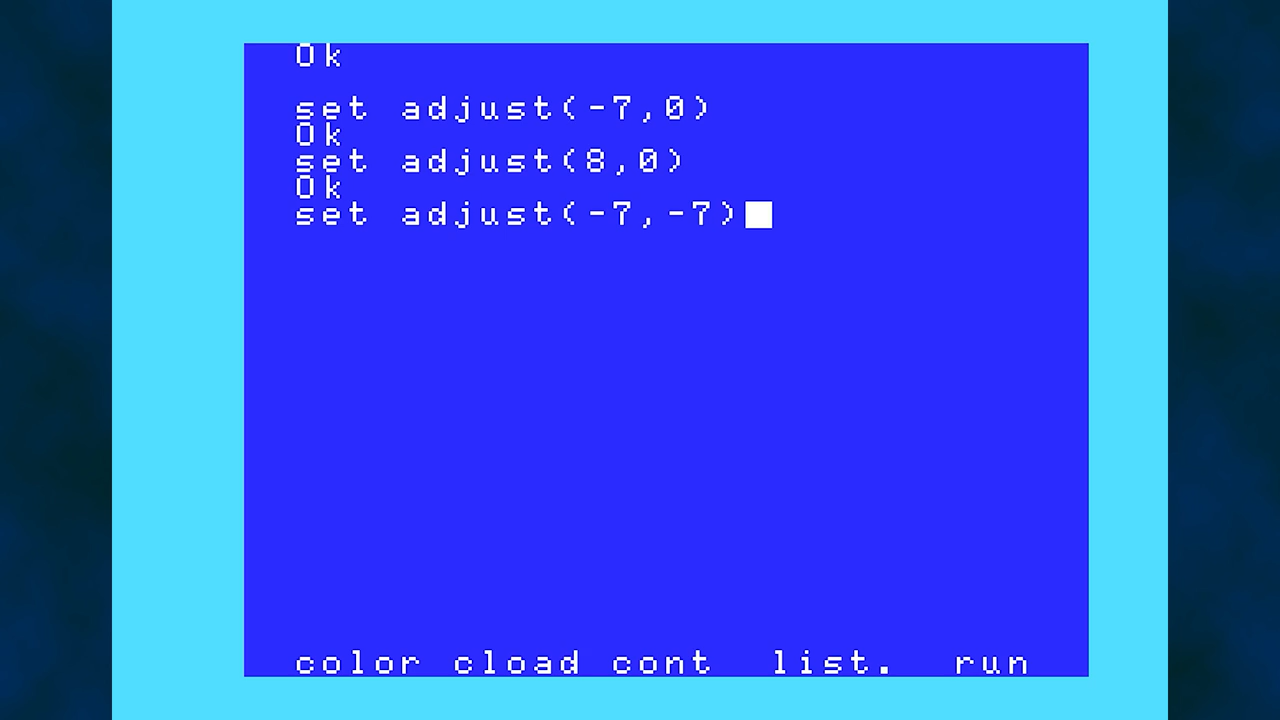 Ok
set adjust(-7,0)
Ok
set adjust(8,0)
Ok
set adjust(-7,-7)
color cload cont list. run